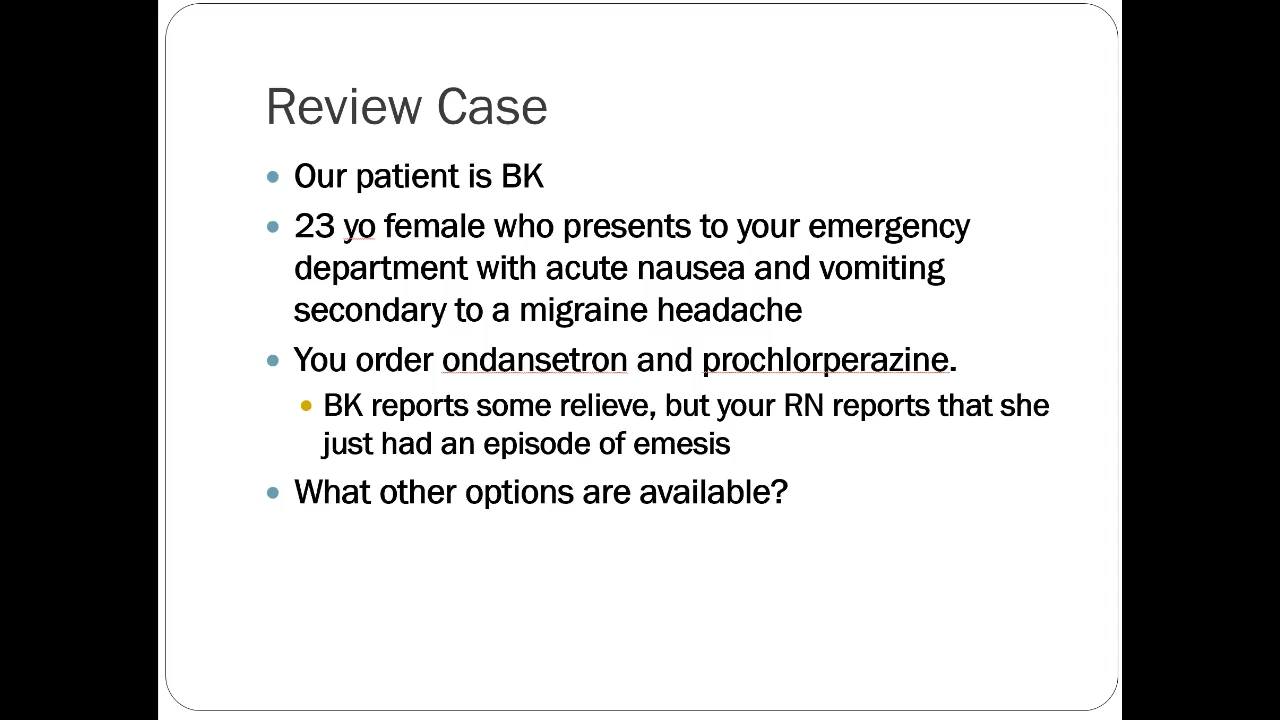 Review Case
Our patient is BK
23 yo female who presents to your emergency
department with acute nausea and vomiting
secondary to a migraine headache
You order ondansetron and prochlorperazine.
BK reports some relieve, but your RN reports that she
just had an episode of emesis
What other options are available?